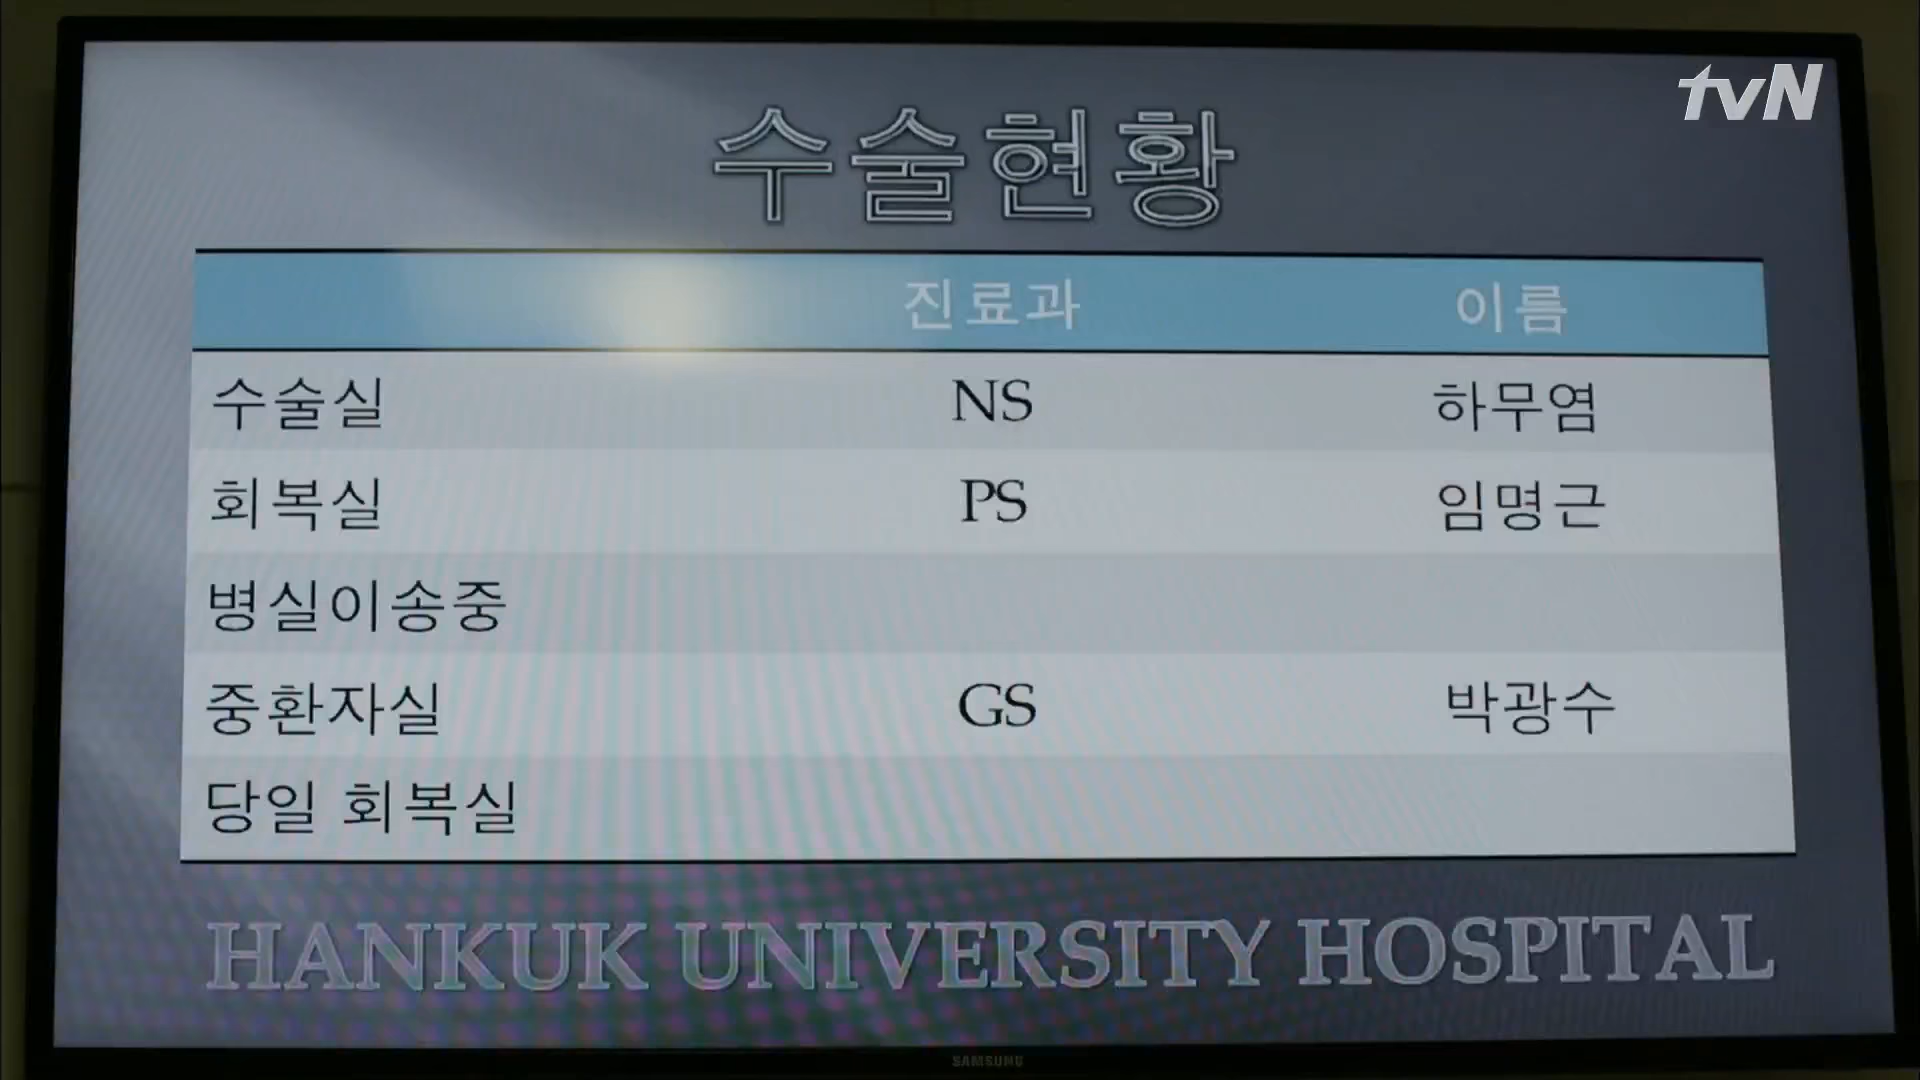 tvN
수술현황
진료과 이름
수술실 NS 하무염
회복실 PS 임명근
병실이송중
중환자실 GS 박광수
당일 회복실
HANKUK UNIVERSITY HOSPITAL
SAMSUNG